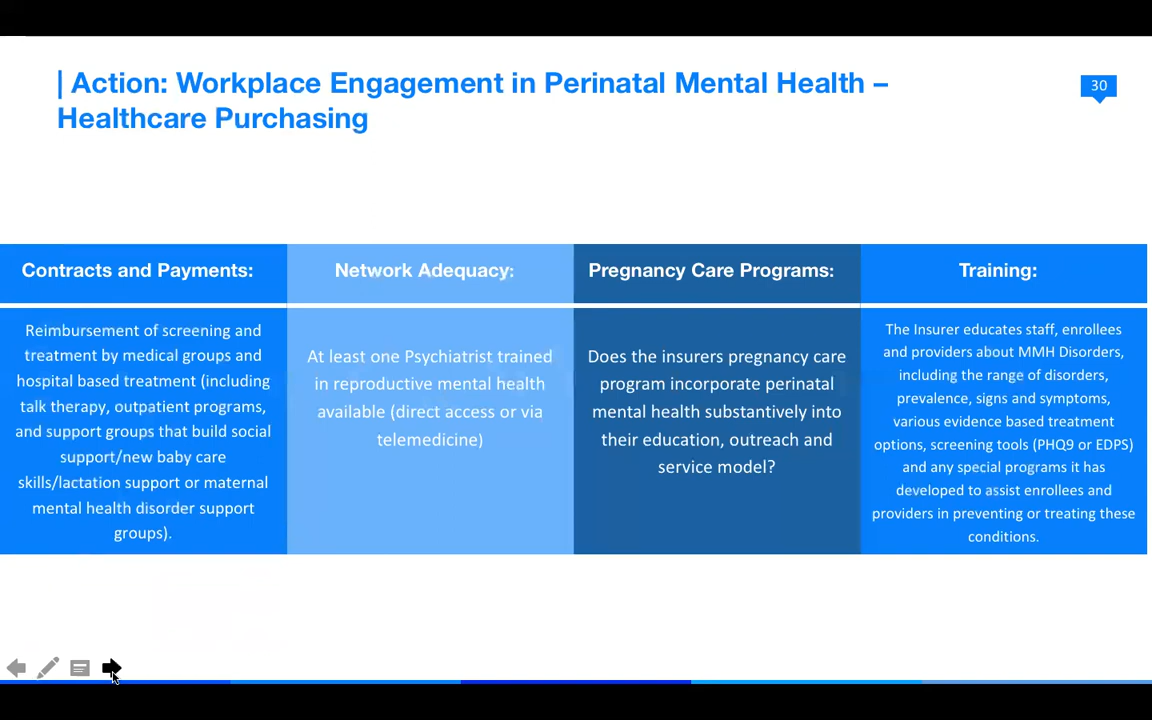 | Action: Workplace Engagement in Perinatal Mental Health –
Healthcare Purchasing
30
Contracts and Payments:
Reimbursement of screening and
treatment by medical groups and
hospital based treatment (including
talk therapy, outpatient programs,
and support groups that build social
support/new baby care
skills/lactation support or maternal
mental health disorder support
groups).
Network Adequacy:
At least one Psychiatrist trained
in reproductive mental health
available (direct access or via
telemedicine)
Pregnancy Care Programs:
Does the insurers pregnancy care
program incorporate perinatal
mental health substantively into
their education, outreach and
service model?
Training:
The Insurer educates staff, enrollees
and providers about MMH Disorders,
including the range of disorders,
prevalence, signs and symptoms,
various evidence based treatment
options, screening tools (PHQ9 or EDPS)
and any special programs it has
developed to assist enrollees and
providers in preventing or treating these
conditions.